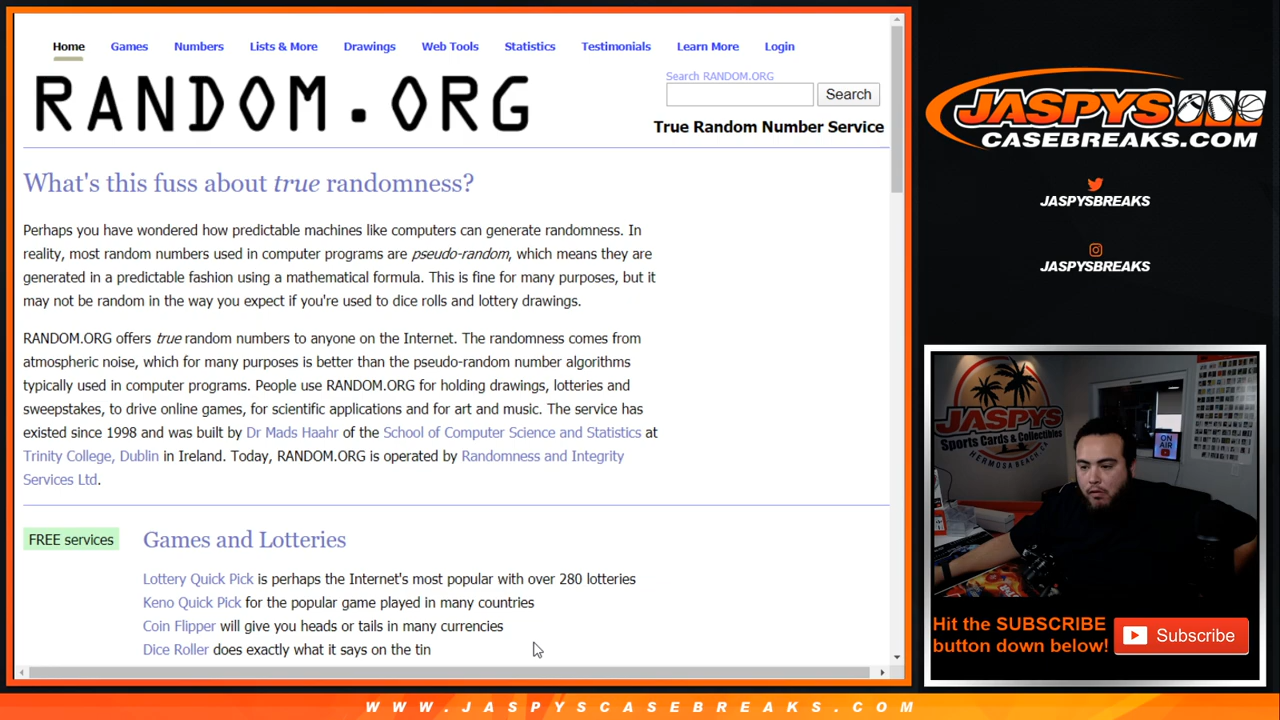 Home Games Numbers Lists & More Drawings Web Tools Statistics Testimonials Learn More Login
RANDOM.ORG
Search RANDOM.ORG
Search
True Random Number Service
What's this fuss about true randomness?
Perhaps you have wondered how predictable machines like computers can generate randomness. In
reality, most random numbers used in computer programs are pseudo-random, which means they are
generated in a predictable fashion using a mathematical formula. This is fine for many purposes, but it
may not be random in the way you expect if you're used to dice rolls and lottery drawings.
RANDOM.ORG offers true random numbers to anyone on the Internet. The randomness comes from
atmospheric noise, which for many purposes is better than the pseudo-random number algorithms
typically used in computer programs. People use RANDOM.ORG for holding drawings, lotteries and
sweepstakes, to drive online games, for scientific applications and for art and music. The service has
existed since 1998 and was built by Dr Mads Haahr of the School of Computer Science and Statistics at
Trinity College, Dublin in Ireland. Today, RANDOM.ORG is operated by Randomness and Integrity
Services Ltd.
FREE services
Games and Lotteries
Lottery Quick Pick is perhaps the Internet's most popular with over 280 lotteries
Keno Quick Pick for the popular game played in many countries
Coin Flipper will give you heads or tails in many currencies
Dice Roller does exactly what it says on the tin
JASPYS
CASEBREAKS.COM
JASPYSBREAKS
JASPYSBREAKS
JASPYS
Sports Cards & Collectibles
HERMOSA BEACH, CA
ON
AIR
Hit the SUBSCRIBE
button down below!
Subscribe
WWW.JASPYSCASEBREAKS.COM